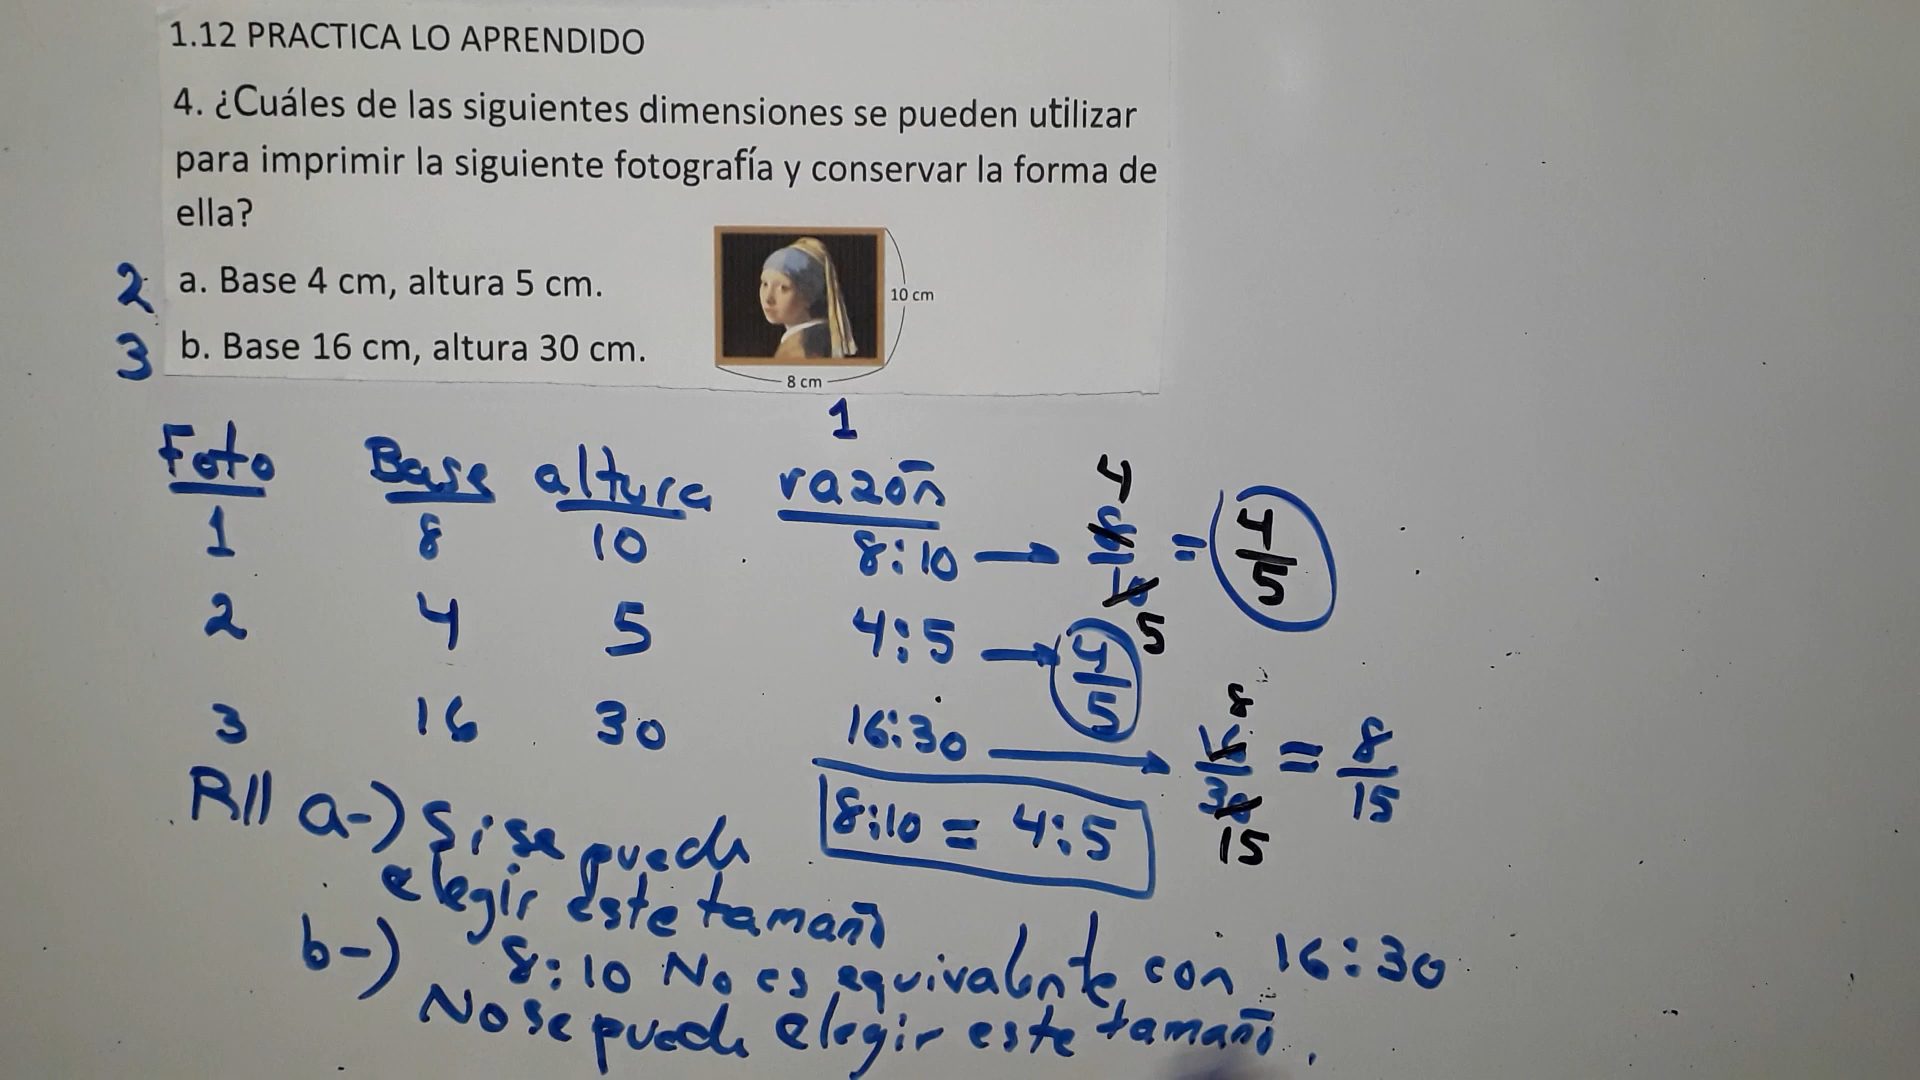 1.12 PRACTICA LO APRENDIDO
4. ¿Cuáles de las siguientes dimensiones se pueden utilizar
para imprimir la siguiente fotografía y conservar la forma de
ella?
2 a. Base 4 cm, altura 5 cm.
10 cm
3 b. Base 16 cm, altura 30 cm.
8 cm
1
Foto Base altura razón
1 8 10 8:10 → 8/10 = 4/5
4
5
2 4 5 4:5 → 4/5
3 16 30 16:30 → 16/30 = 8/15
8
15
R// a-) Si se puede 8:10 = 4:5
elegir este tamaño
b-) 8:10 No es equivalente con 16:30
No se puede elegir este tamaño.